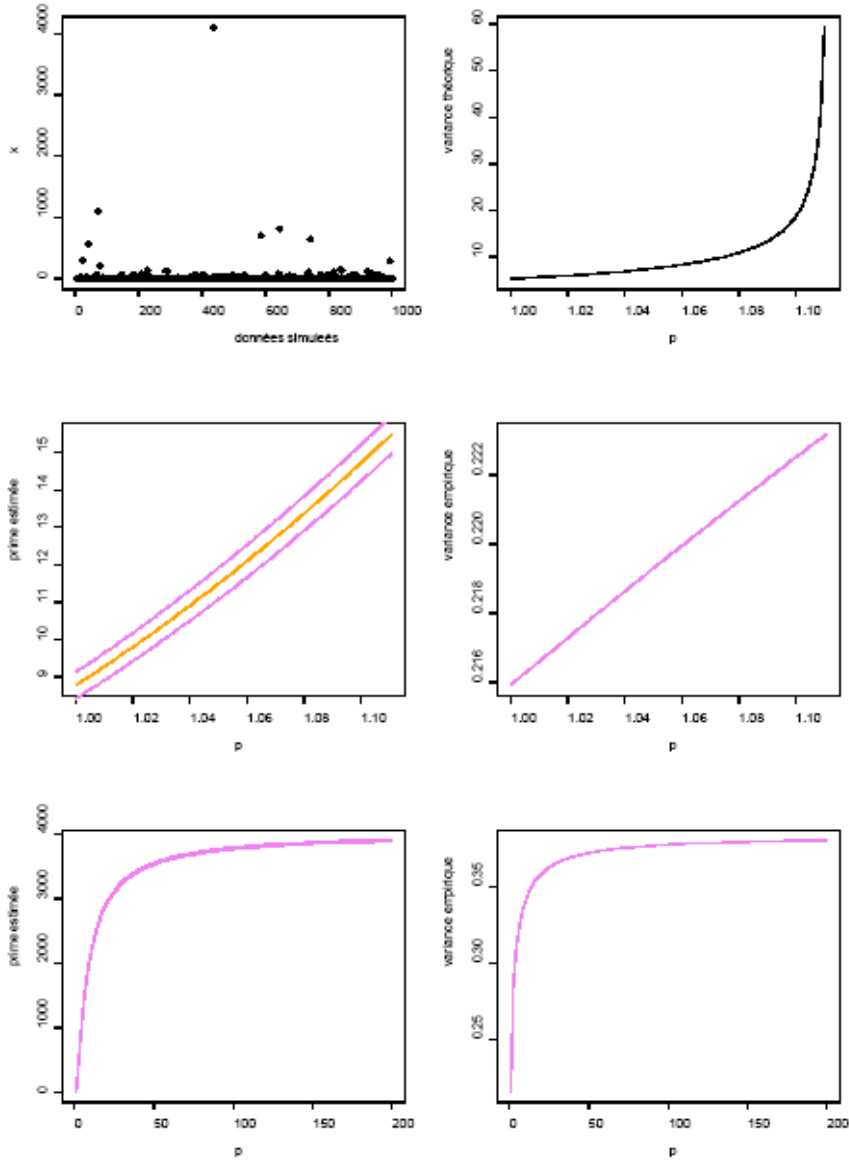 4000
3000
2000
1000
0
x
0 200 400 600 800 1000
données simuleés
60
50
40
30
20
10
variance théorique
1.00 1.02 1.04 1.06 1.08 1.10
p
15
14
13
12
11
10
9
prime estimée
1.00 1.02 1.04 1.06 1.08 1.10
p
0.222
0.220
0.218
0.216
variance empirique
1.00 1.02 1.04 1.06 1.08 1.10
p
4000
3000
2000
1000
0
prime estimée
0 50 100 150 200
p
0.35
0.30
0.25
variance empirique
0 50 100 150 200
p